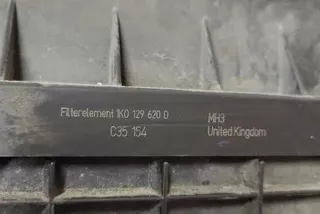 Filterelement 1K0 129 620 D
C35 154
MH3
United Kingdom